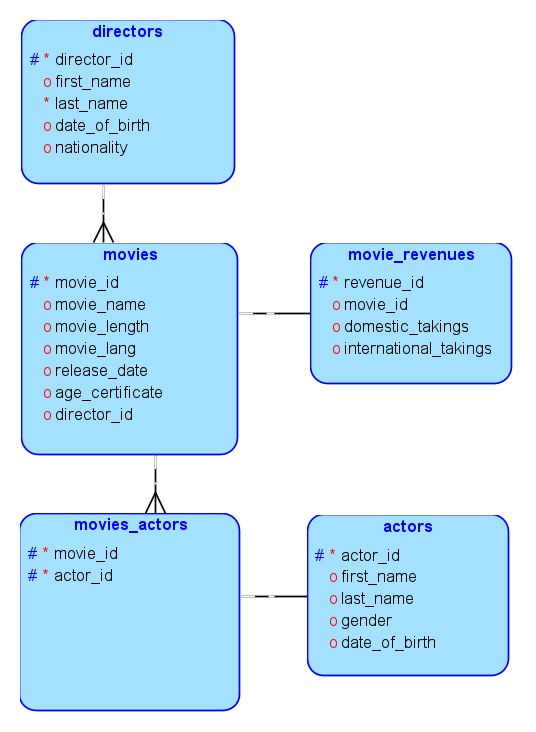 directors
# * director_id
o first_name
* last_name
o date_of_birth
o nationality
movies
# * movie_id
o movie_name
o movie_length
o movie_lang
o release_date
o age_certificate
o director_id
movie_revenues
# * revenue_id
o movie_id
o domestic_takings
o international_takings
movies_actors
# * movie_id
# * actor_id
actors
# * actor_id
o first_name
o last_name
o gender
o date_of_birth